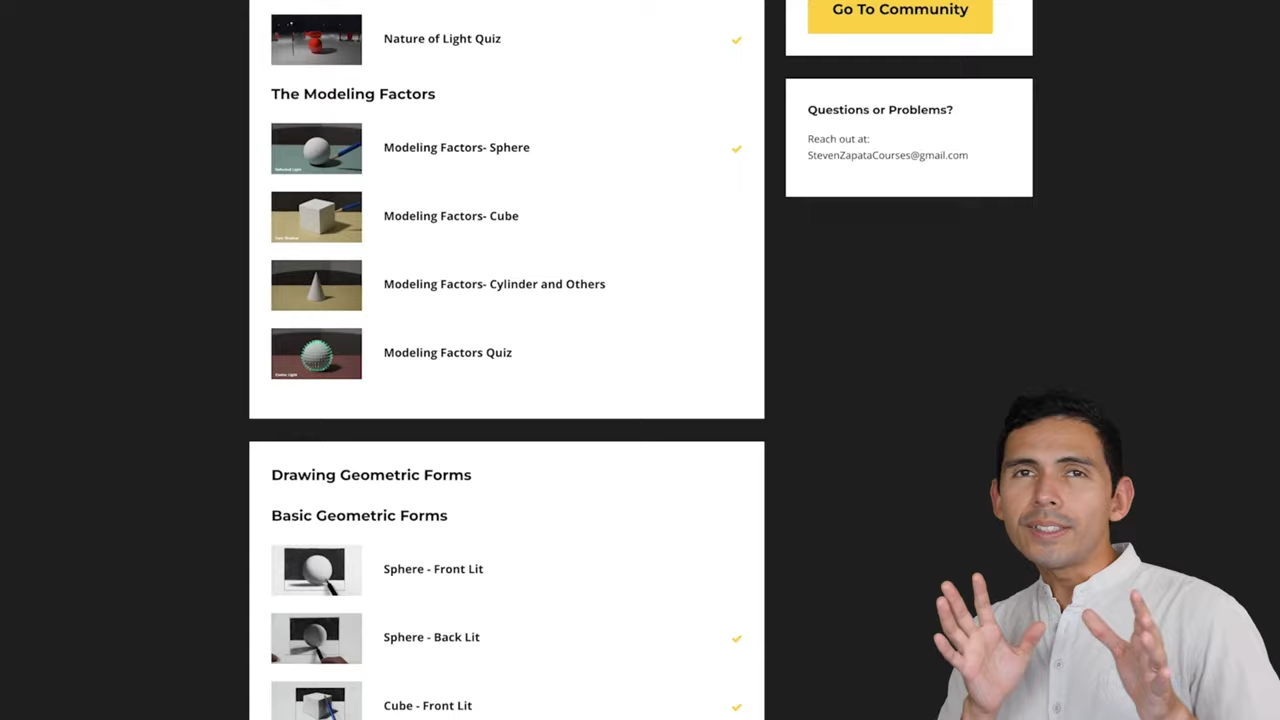 Go To Community
Nature of Light Quiz
The Modeling Factors
Questions or Problems?
Reach out at:
StevenZapataCourses@gmail.com
Modeling Factors- Sphere
Modeling Factors- Cube
Modeling Factors- Cylinder and Others
Modeling Factors Quiz
Drawing Geometric Forms
Basic Geometric Forms
Sphere - Front Lit
Sphere - Back Lit
Cube - Front Lit